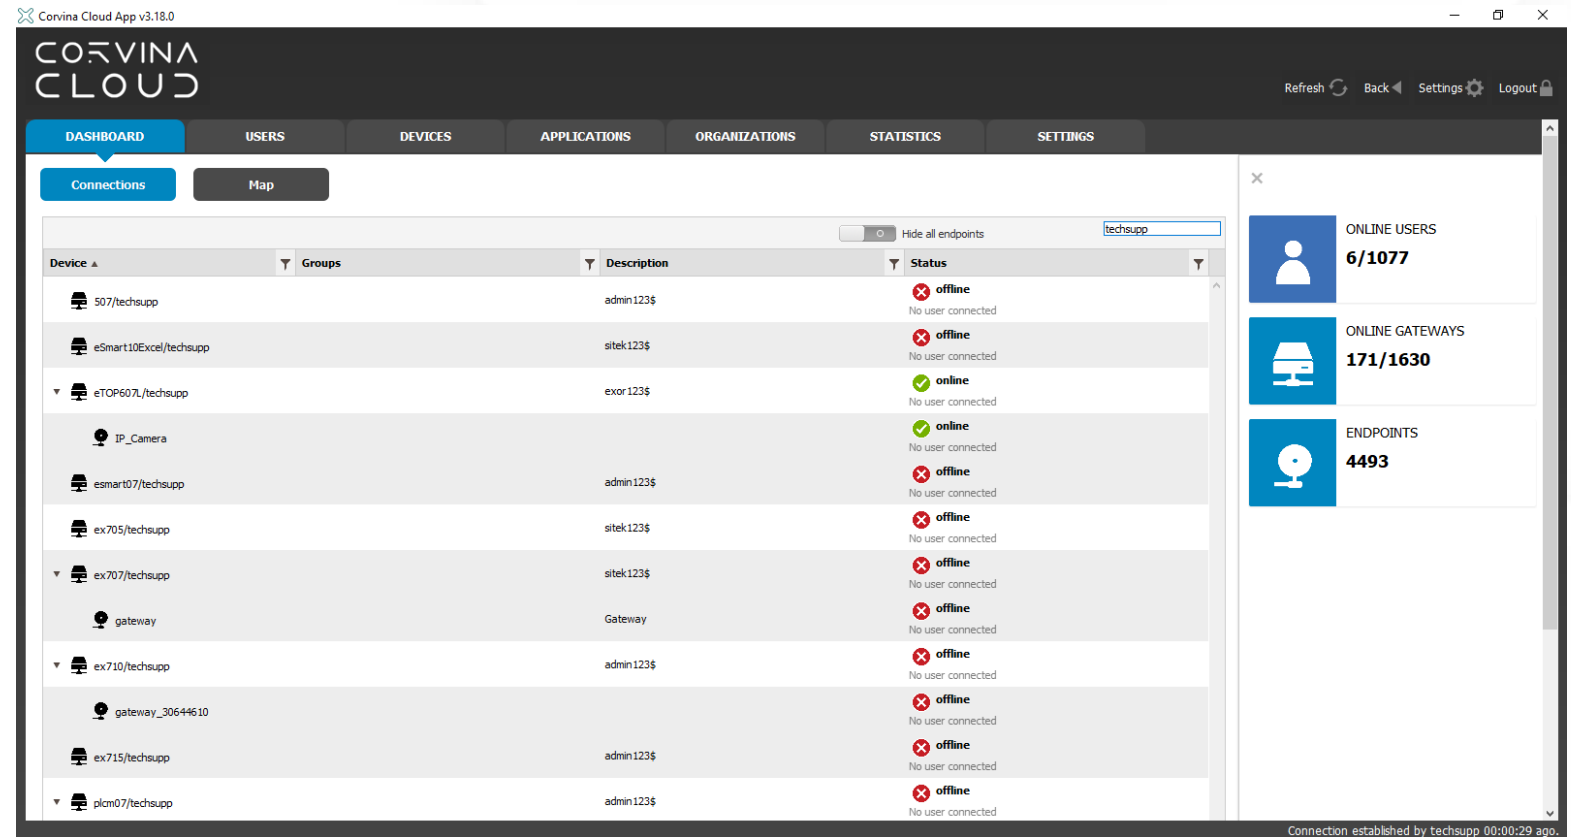 Corvina Cloud App v3.18.0
CORVINA
CLOUD
Refresh Back Settings Logout
DASHBOARD USERS DEVICES APPLICATIONS ORGANIZATIONS STATISTICS SETTINGS
Connections Map
Hide all endpoints techsupp
Device Groups Description Status
507/techsupp admin123$ offline
No user connected
eSmart10Excel/techsupp sitek123$ offline
No user connected
eTOP607L/techsupp exor123$ online
No user connected
IP_Camera online
No user connected
esmart07/techsupp admin123$ offline
No user connected
ex705/techsupp sitek123$ offline
No user connected
ex707/techsupp sitek123$ offline
No user connected
gateway Gateway offline
No user connected
ex710/techsupp admin123$ offline
No user connected
gateway_30644610 offline
No user connected
ex715/techsupp admin123$ offline
No user connected
plcm07/techsupp admin123$ offline
No user connected
ONLINE USERS
6/1077
ONLINE GATEWAYS
171/1630
ENDPOINTS
4493
Connection established by techsupp 00:00:29 ago.